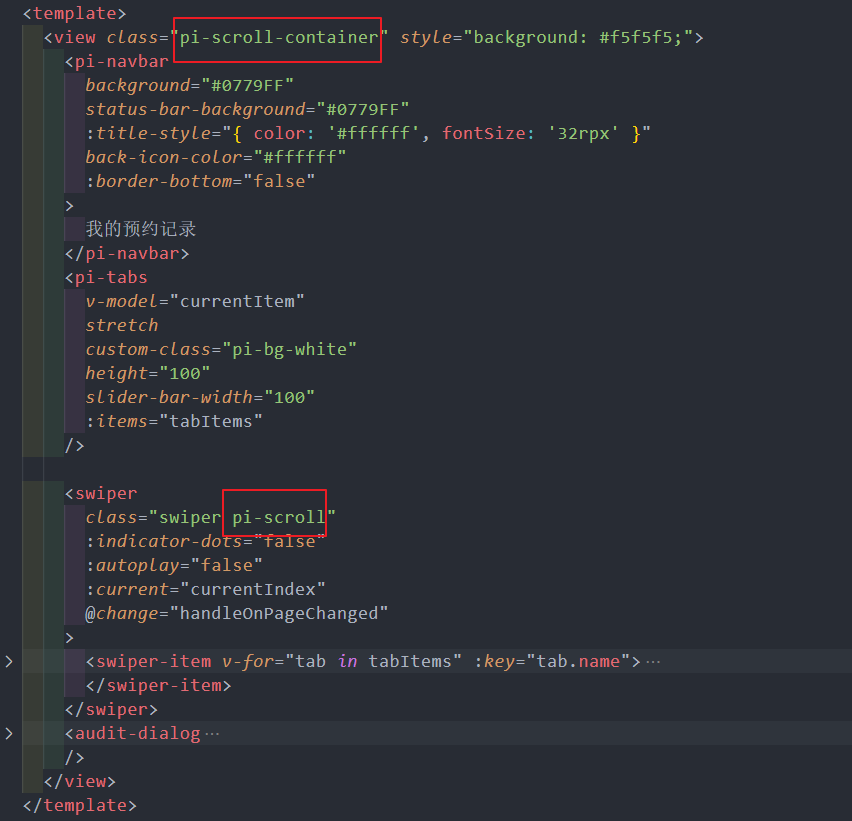 <template>
<view class="pi-scroll-container" style="background: #f5f5f5;">
<pi-navbar
background="#0779FF"
status-bar-background="#0779FF"
:title-style="{ color: '#ffffff', fontSize: '32rpx' }"
back-icon-color="#ffffff"
:border-bottom="false"
>
我的预约记录
</pi-navbar>
<pi-tabs
v-model="currentItem"
stretch
custom-class="pi-bg-white"
height="100"
slider-bar-width="100"
:items="tabItems"
/>
<swiper
class="swiper pi-scroll"
:indicator-dots="false"
:autoplay="false"
:current="currentIndex"
@change="handleOnPageChanged"
>
<swiper-item v-for="tab in tabItems" :key="tab.name">···
</swiper-item>
</swiper>
<audit-dialog···
/>
</view>
</template>